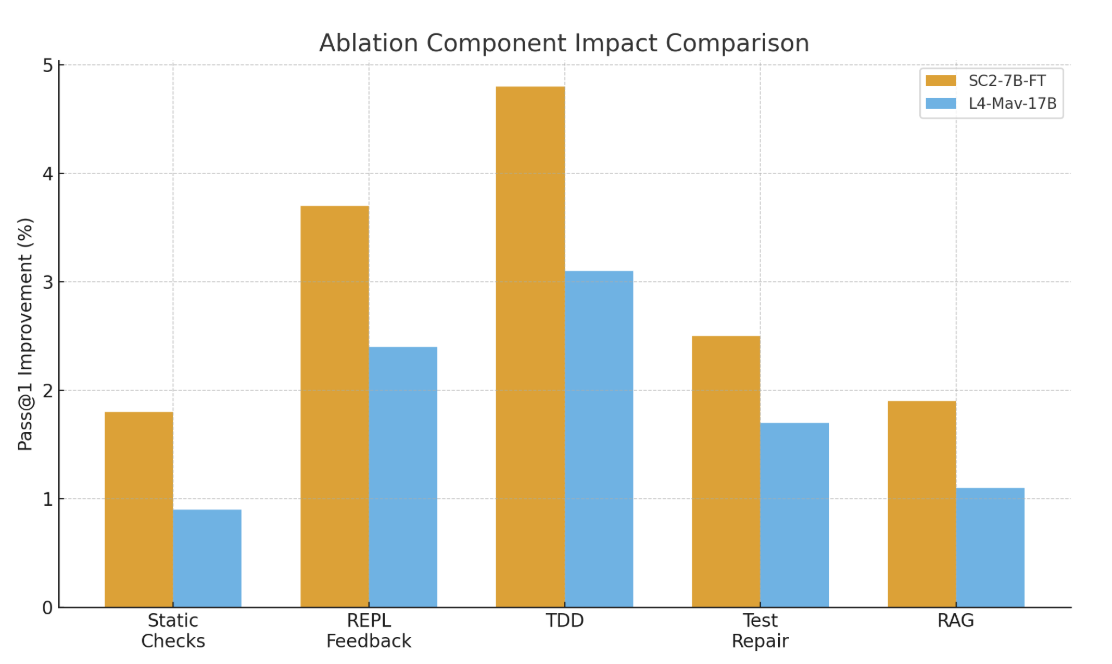 Ablation Component Impact Comparison
SC2-7B-FT
L4-Mav-17B
Pass@1 Improvement (%)
5
4
3
2
1
0
Static
Checks
REPL
Feedback
TDD
Test
Repair
RAG